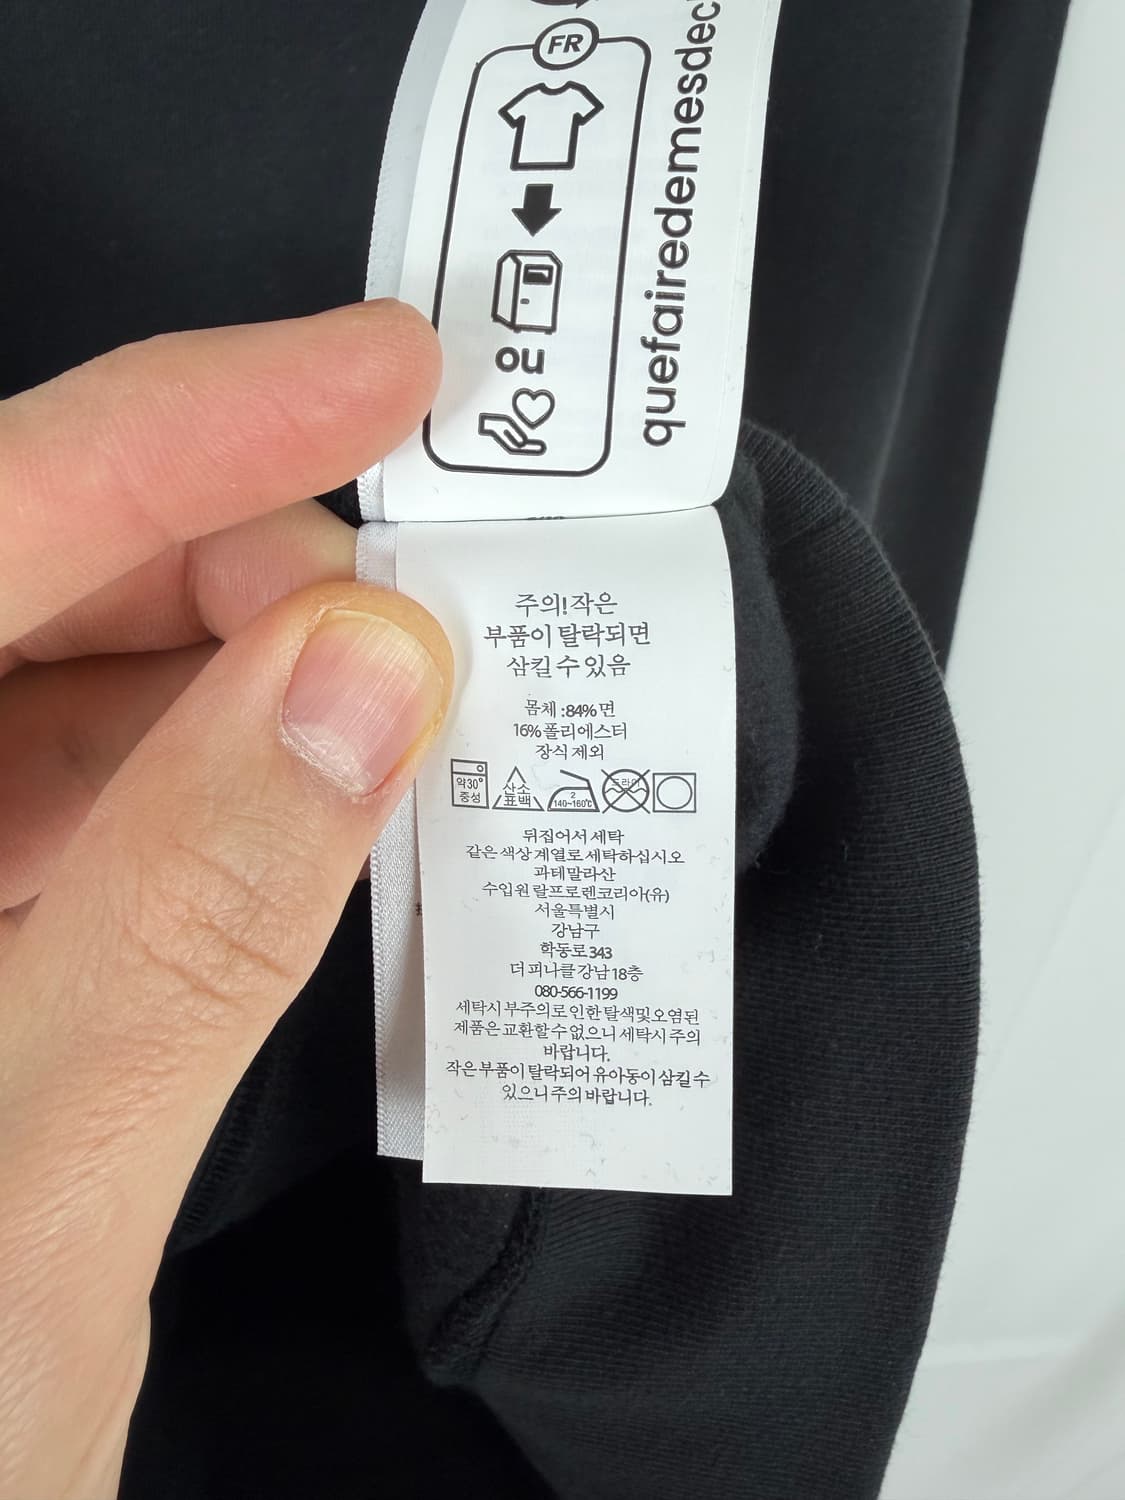 FR
ou
quefairedemesdec
주의! 작은
부품이 탈락되면
삼킬 수 있음
몸체 :84% 면
16% 폴리에스터
장식 제외
약30°
중성
산소
표백
2
140~160℃
드라이
뒤집어서 세탁
같은 색상 계열로 세탁하십시오
과테말라산
수입원 랄프로렌코리아(유)
서울특별시
강남구
학동로 343
더 피나클 강남 18층
080-566-1199
세탁시 부주의로 인한 탈색및 오염된
제품은 교환할 수 없으니 세탁시 주의
바랍니다.
작은 부품이 탈락되어 유아동이 삼킬 수
있으니 주의 바랍니다.